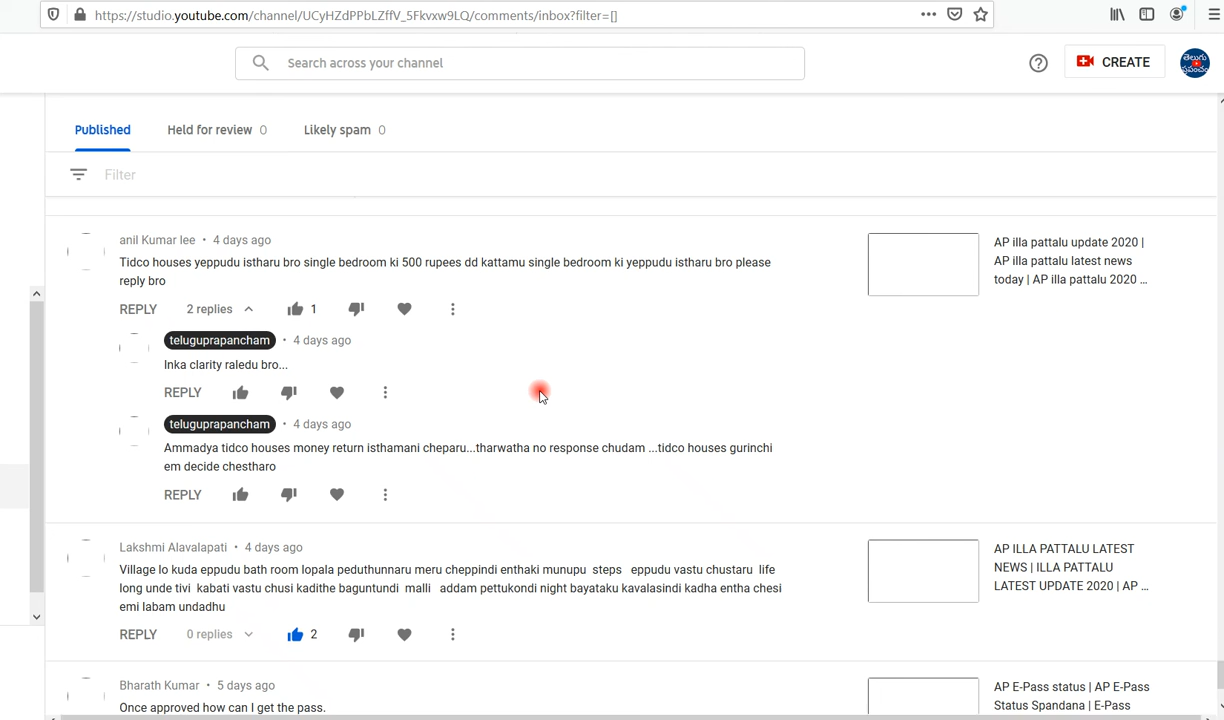 https://studio.youtube.com/channel/UCyHZdPPbLZffV_5Fkvxw9LQ/comments/inbox?filter=[]
Search across your channel
CREATE
తెలుగు
ప్రపంచం
Published
Held for review 0
Likely spam 0
Filter
anil Kumar lee • 4 days ago
Tidco houses yeppudu istharu bro single bedroom ki 500 rupees dd kattamu single bedroom ki yeppudu istharu bro please
reply bro
REPLY 2 replies 1
AP illa pattalu update 2020 |
AP illa pattalu latest news
today | AP illa pattalu 2020 ...
teluguprapancham • 4 days ago
Inka clarity raledu bro...
REPLY
teluguprapancham • 4 days ago
Ammadya tidco houses money return isthamani cheparu...tharwatha no response chudam ...tidco houses gurinchi
em decide chestharo
REPLY
Lakshmi Alavalapati • 4 days ago
Village lo kuda eppudu bath room lopala peduthunnaru meru cheppindi enthaki munupu steps eppudu vastu chustaru life
long unde tivi kabati vastu chusi kadithe baguntundi malli addam pettukondi night bayataku kavalasindi kadha entha chesi
emi labam undadhu
REPLY 0 replies 2
AP ILLA PATTALU LATEST
NEWS | ILLA PATTALU
LATEST UPDATE 2020 | AP ...
Bharath Kumar • 5 days ago
Once approved how can I get the pass.
AP E-Pass status | AP E-Pass
Status Spandana | E-Pass